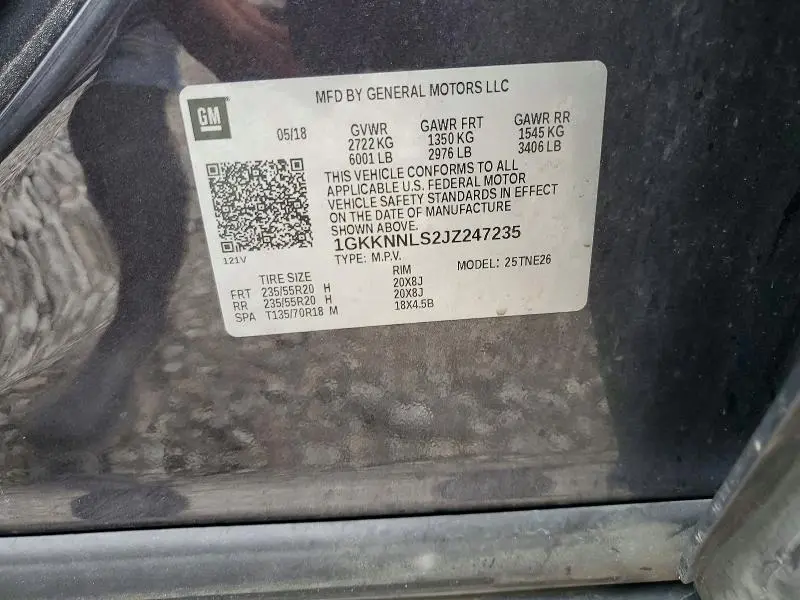 MFD BY GENERAL MOTORS LLC
GM
05/18 GVWR GAWR FRT GAWR RR
2722 KG 1350 KG 1545 KG
6001 LB 2976 LB 3406 LB
THIS VEHICLE CONFORMS TO ALL
APPLICABLE U.S. FEDERAL MOTOR
VEHICLE SAFETY STANDARDS IN EFFECT
ON THE DATE OF MANUFACTURE
SHOWN ABOVE.
1GKKNNLS2JZ247235
121V
TYPE: M.P.V. MODEL: 25TNE26
TIRE SIZE RIM
FRT 235/55R20 H 20X8J
RR 235/55R20 H 20X8J
SPA T135/70R18 M 18X4.5B